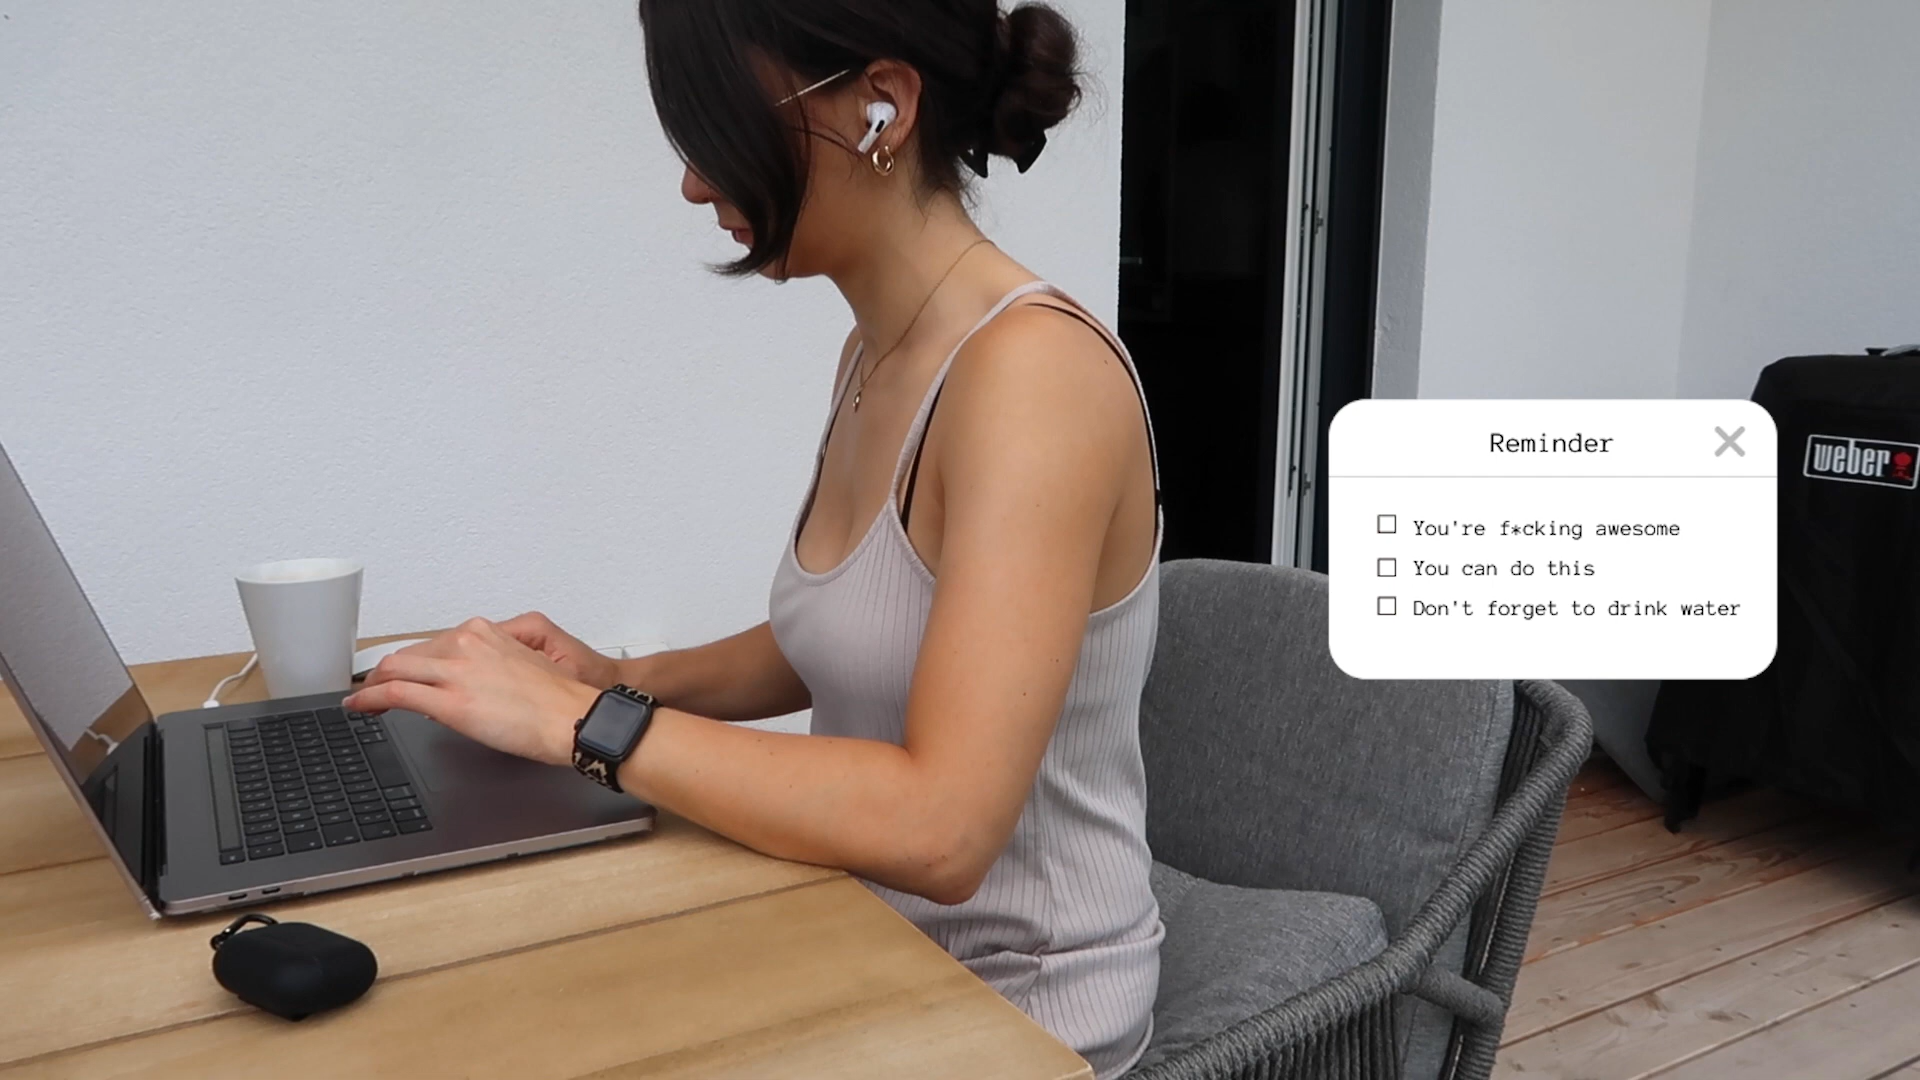 Reminder
You're f*cking awesome
You can do this
Don't forget to drink water
weber